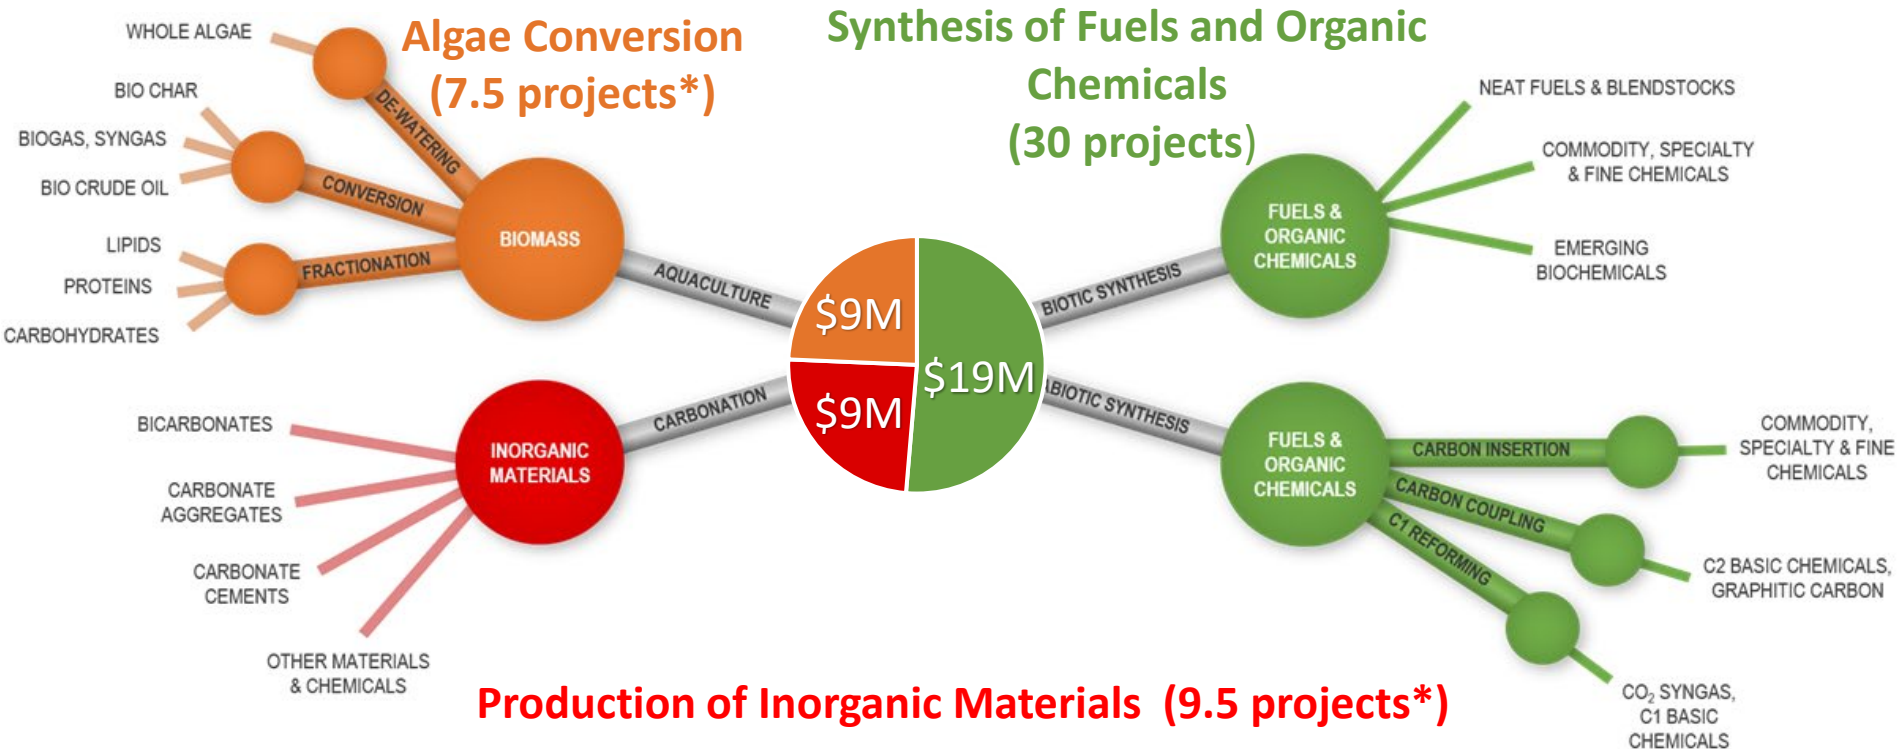 Algae Conversion
(7.5 projects*)
Synthesis of Fuels and Organic
Chemicals
(30 projects)
WHOLE ALGAE
BIO CHAR
BIOGAS, SYNGAS
BIO CRUDE OIL
LIPIDS
PROTEINS
CARBOHYDRATES
DE-WATERING
CONVERSION
FRACTIONATION
BIOMASS
AQUACULTURE
$9M
$9M
$19M
BIOTIC SYNTHESIS
FUELS &
ORGANIC
CHEMICALS
NEAT FUELS & BLENDSTOCKS
COMMODITY, SPECIALTY
& FINE CHEMICALS
EMERGING
BIOCHEMICALS
BICARBONATES
CARBONATE
AGGREGATES
CARBONATE
CEMENTS
OTHER MATERIALS
& CHEMICALS
INORGANIC
MATERIALS
CARBONATION
ABIOTIC SYNTHESIS
FUELS &
ORGANIC
CHEMICALS
CARBON INSERTION
CARBON COUPLING
C1 REFORMING
COMMODITY,
SPECIALTY & FINE
CHEMICALS
C2 BASIC CHEMICALS,
GRAPHITIC CARBON
CO₂ SYNGAS,
C1 BASIC
CHEMICALS
Production of Inorganic Materials (9.5 projects*)